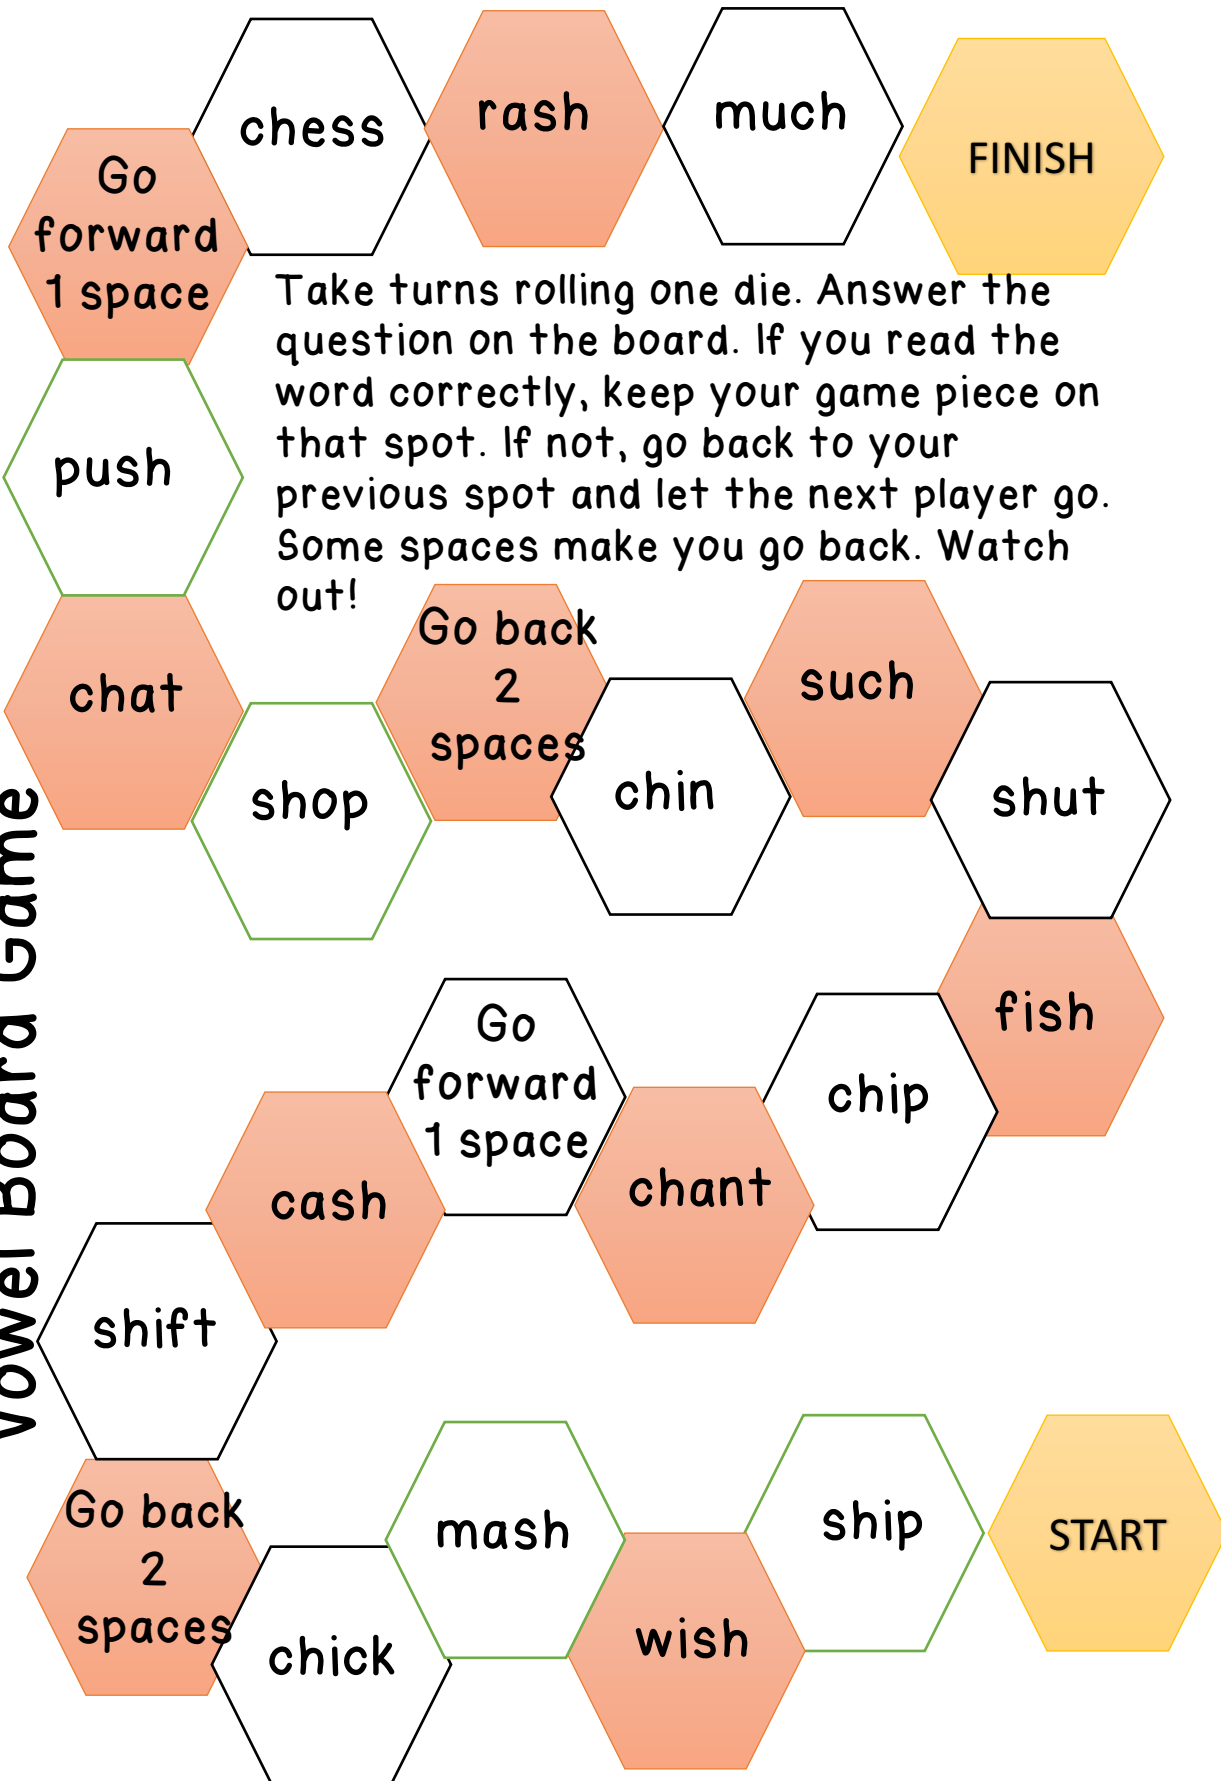 chess
rash
much
FINISH
Go
forward
1 space
Take turns rolling one die. Answer the
question on the board. If you read the
word correctly, keep your game piece on
that spot. If not, go back to your
previous spot and let the next player go.
Some spaces make you go back. Watch
out!
push
chat
shop
Go back
2
spaces
chin
such
shut
fish
chip
chant
Go
forward
1 space
cash
shift
Go back
2
spaces
chick
mash
wish
ship
START
Vowel Board Game